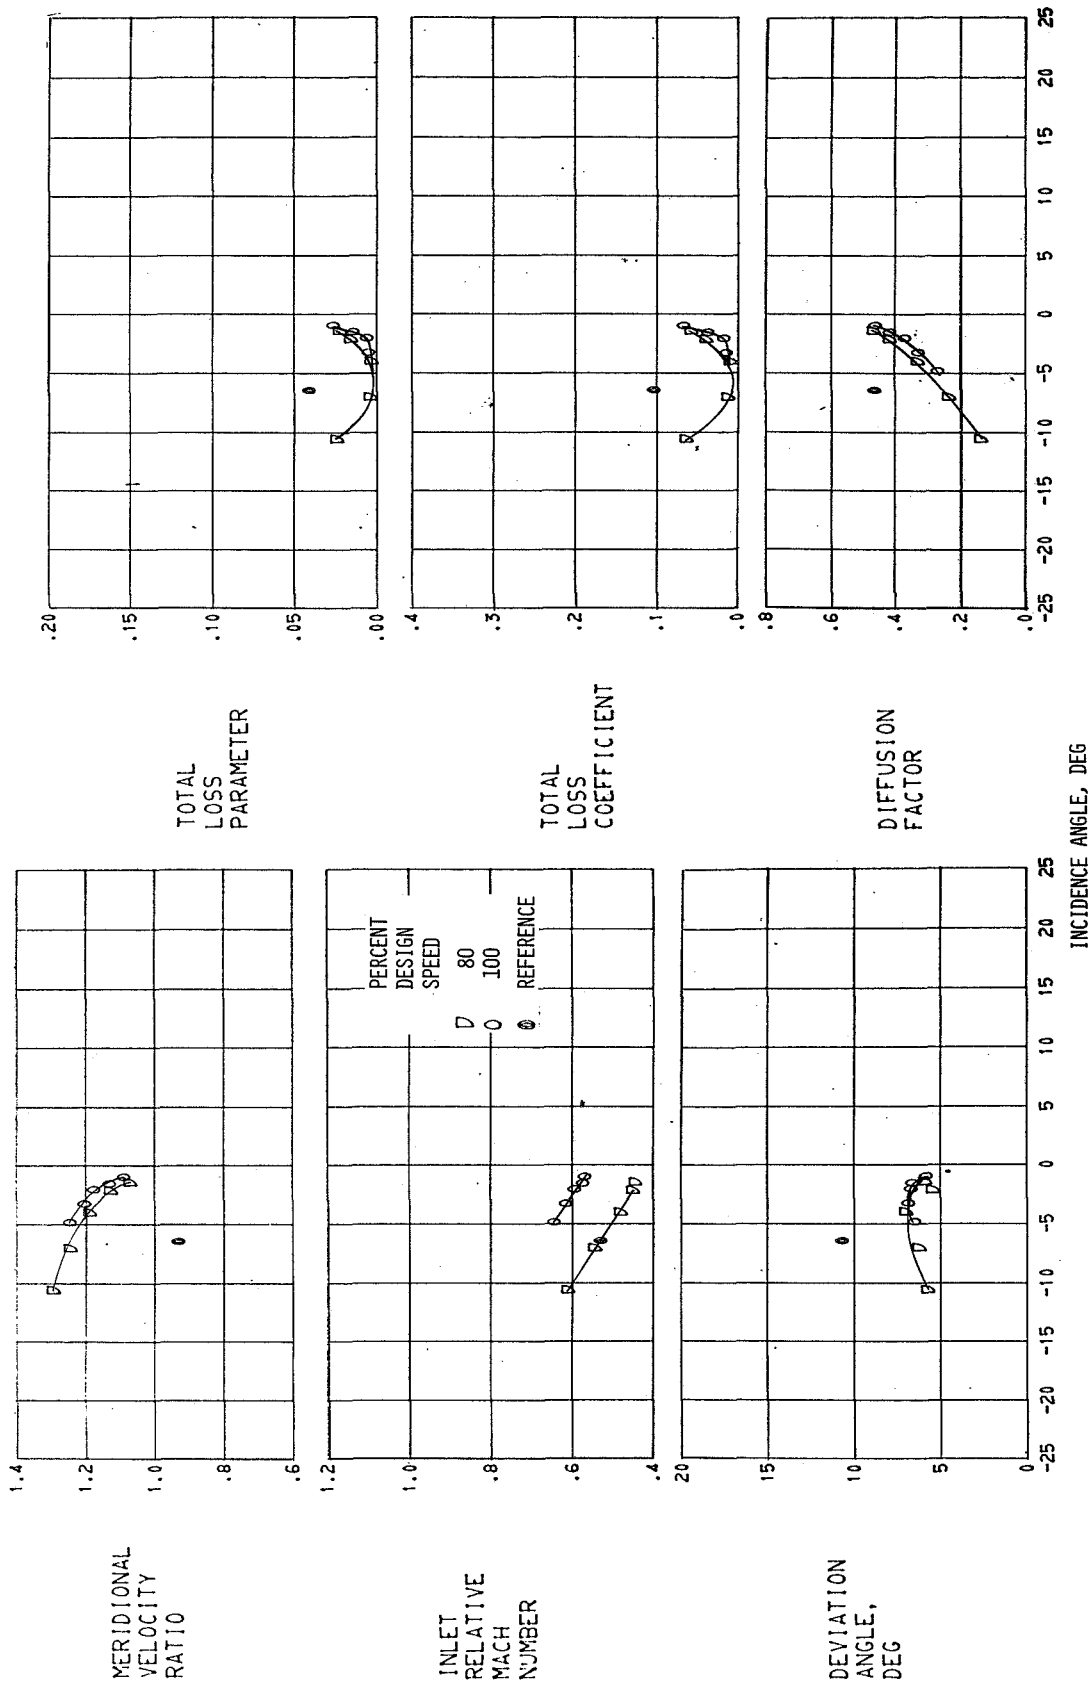 MERIDIONAL
VELOCITY
RATIO
1.4
1.2
1.0
.8
.6
INLET
RELATIVE
MACH
NUMBER
1.2
1.0
.8
.6
.4
PERCENT
DESIGN
SPEED
80
100
REFERENCE
DEVIATION
ANGLE,
DEG
20
15
10
5
0
-25 -20 -15 -10 -5 0 5 10 15 20 25
TOTAL
LOSS
PARAMETER
.20
.15
.10
.05
.00
TOTAL
LOSS
COEFFICIENT
.4
.3
.2
.1
.0
DIFFUSION
FACTOR
.8
.6
.4
.2
.0
-25 -20 -15 -10 -5 0 5 10 15 20 25
INCIDENCE ANGLE, DEG